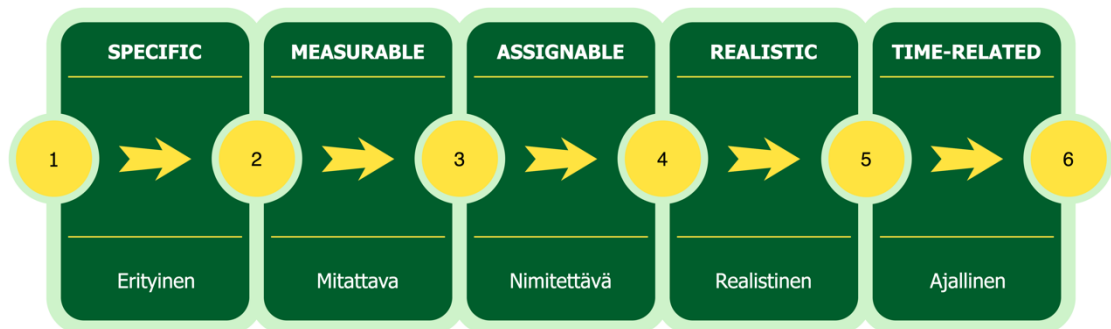 SPECIFIC
MEASURABLE
ASSIGNABLE
REALISTIC
TIME-RELATED
1
2
3
4
5
6
Erityinen
Mitattava
Nimitettävä
Realistinen
Ajallinen